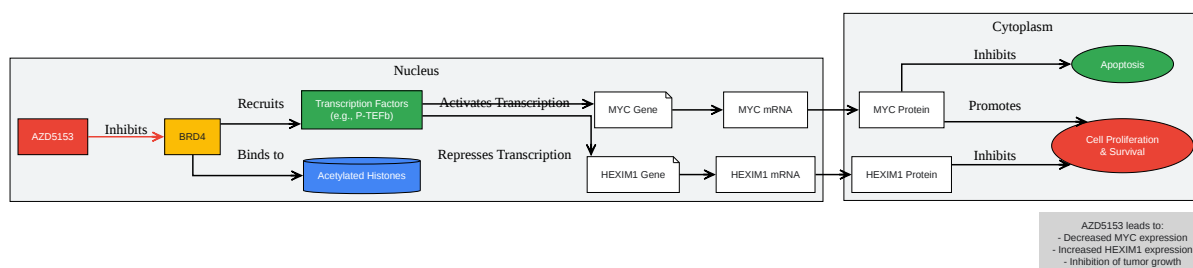 Cytoplasm
Nucleus
Inhibits
Apoptosis
Recruits
Transcription Factors
(e.g., P-TEFb)
Activates Transcription
MYC Gene
MYC mRNA
MYC Protein
Promotes
AZD5153
Inhibits
BRD4
Cell Proliferation
& Survival
Binds to
Acetylated Histones
Represses Transcription
HEXIM1 Gene
HEXIM1 mRNA
HEXIM1 Protein
Inhibits
AZD5153 leads to:
- Decreased MYC expression
- Increased HEXIM1 expression
- Inhibition of tumor growth